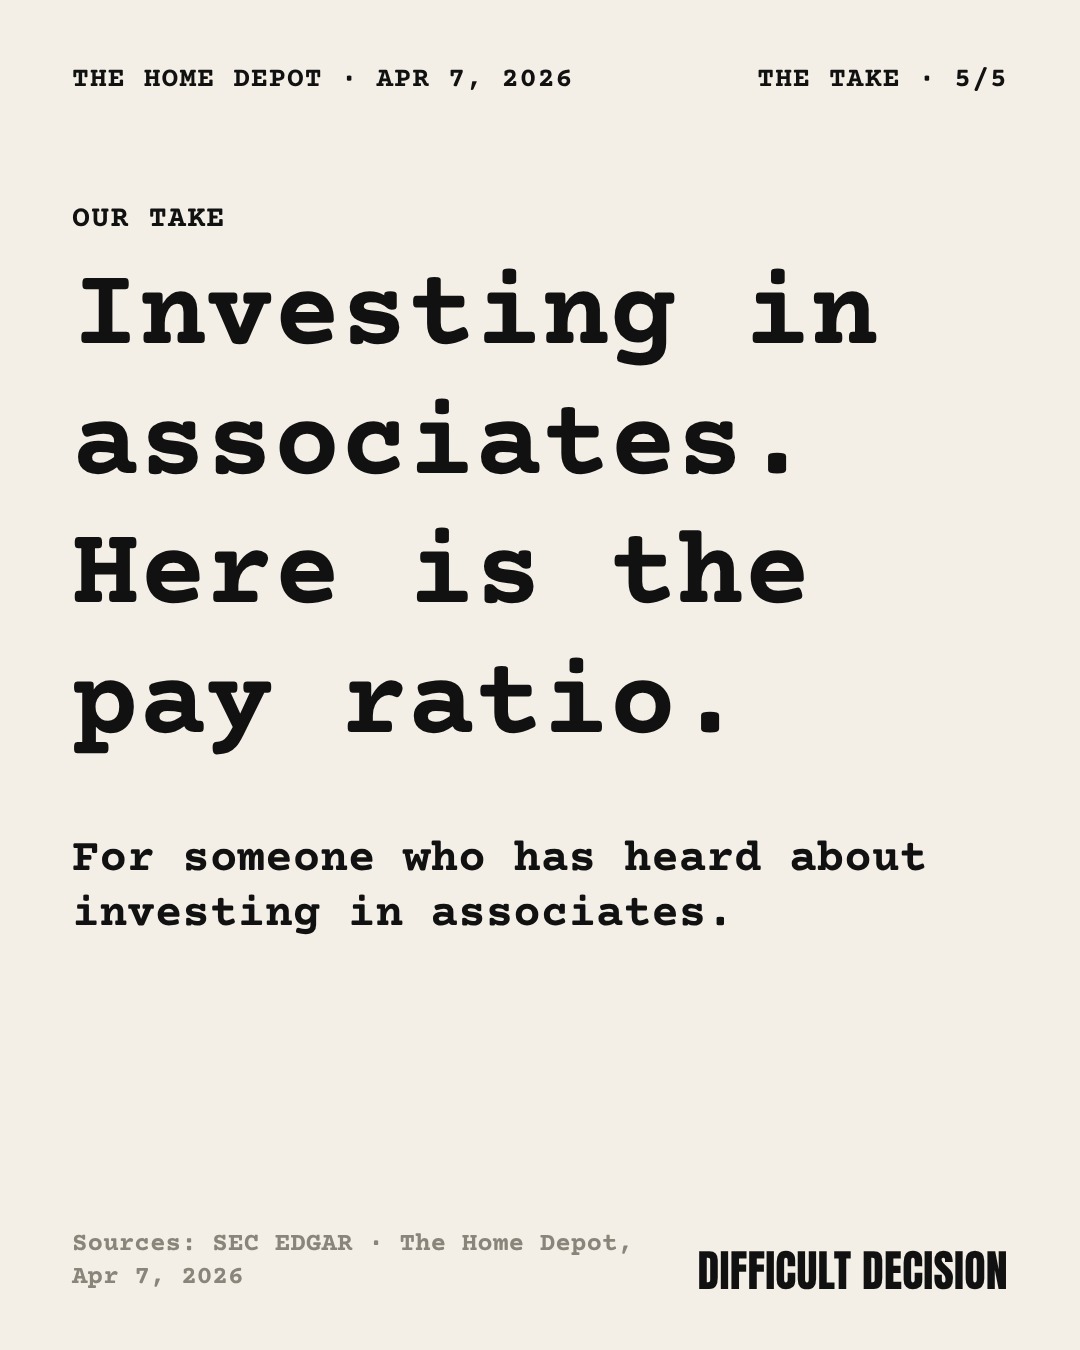 THE HOME DEPOT · APR 7, 2026
THE TAKE · 5/5
OUR TAKE
Investing in
associates.
Here is the
pay ratio.
For someone who has heard about
investing in associates.
Sources: SEC EDGAR · The Home Depot,
Apr 7, 2026
DIFFICULT DECISION